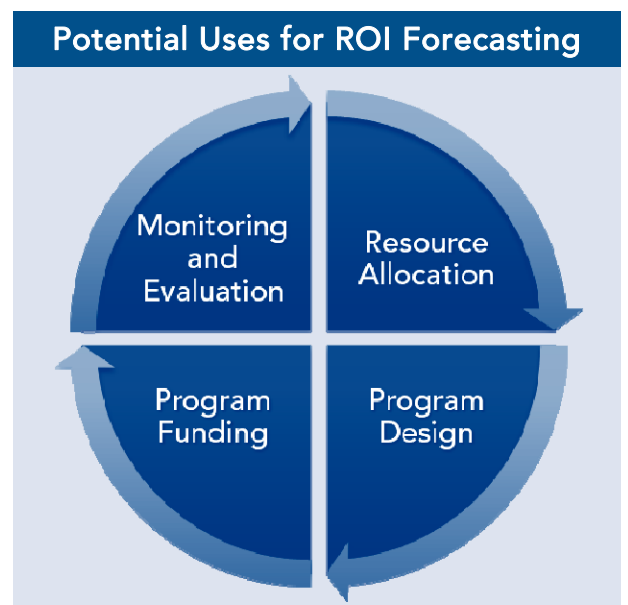 Potential Uses for ROI Forecasting
Monitoring
and
Evaluation
Resource
Allocation
Program
Funding
Program
Design